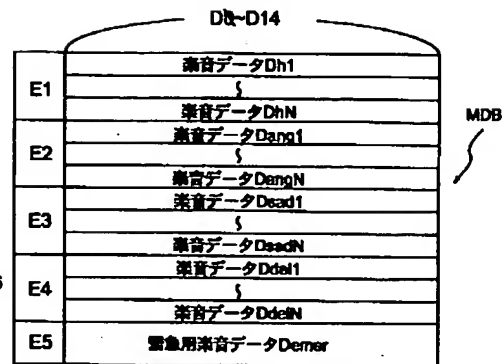 D0~D14
楽音データDh1
E1
楽音データDhN
MDB
楽音データDang1
E2
楽音データDangN
楽音データDsad1
E3
楽音データDsadN
楽音データDdel1
E4
楽音データDdelN
E5
緊急用楽音データDemer